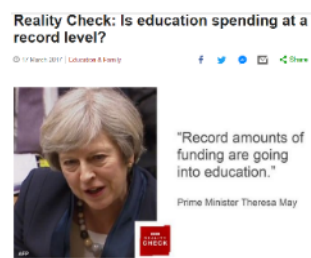 Reality Check: Is education spending at a
record level?
17 March 2017 | Education & Family
Share
"Record amounts of
funding are going
into education."
Prime Minister Theresa May
AFP
BBC
REALITY
CHECK